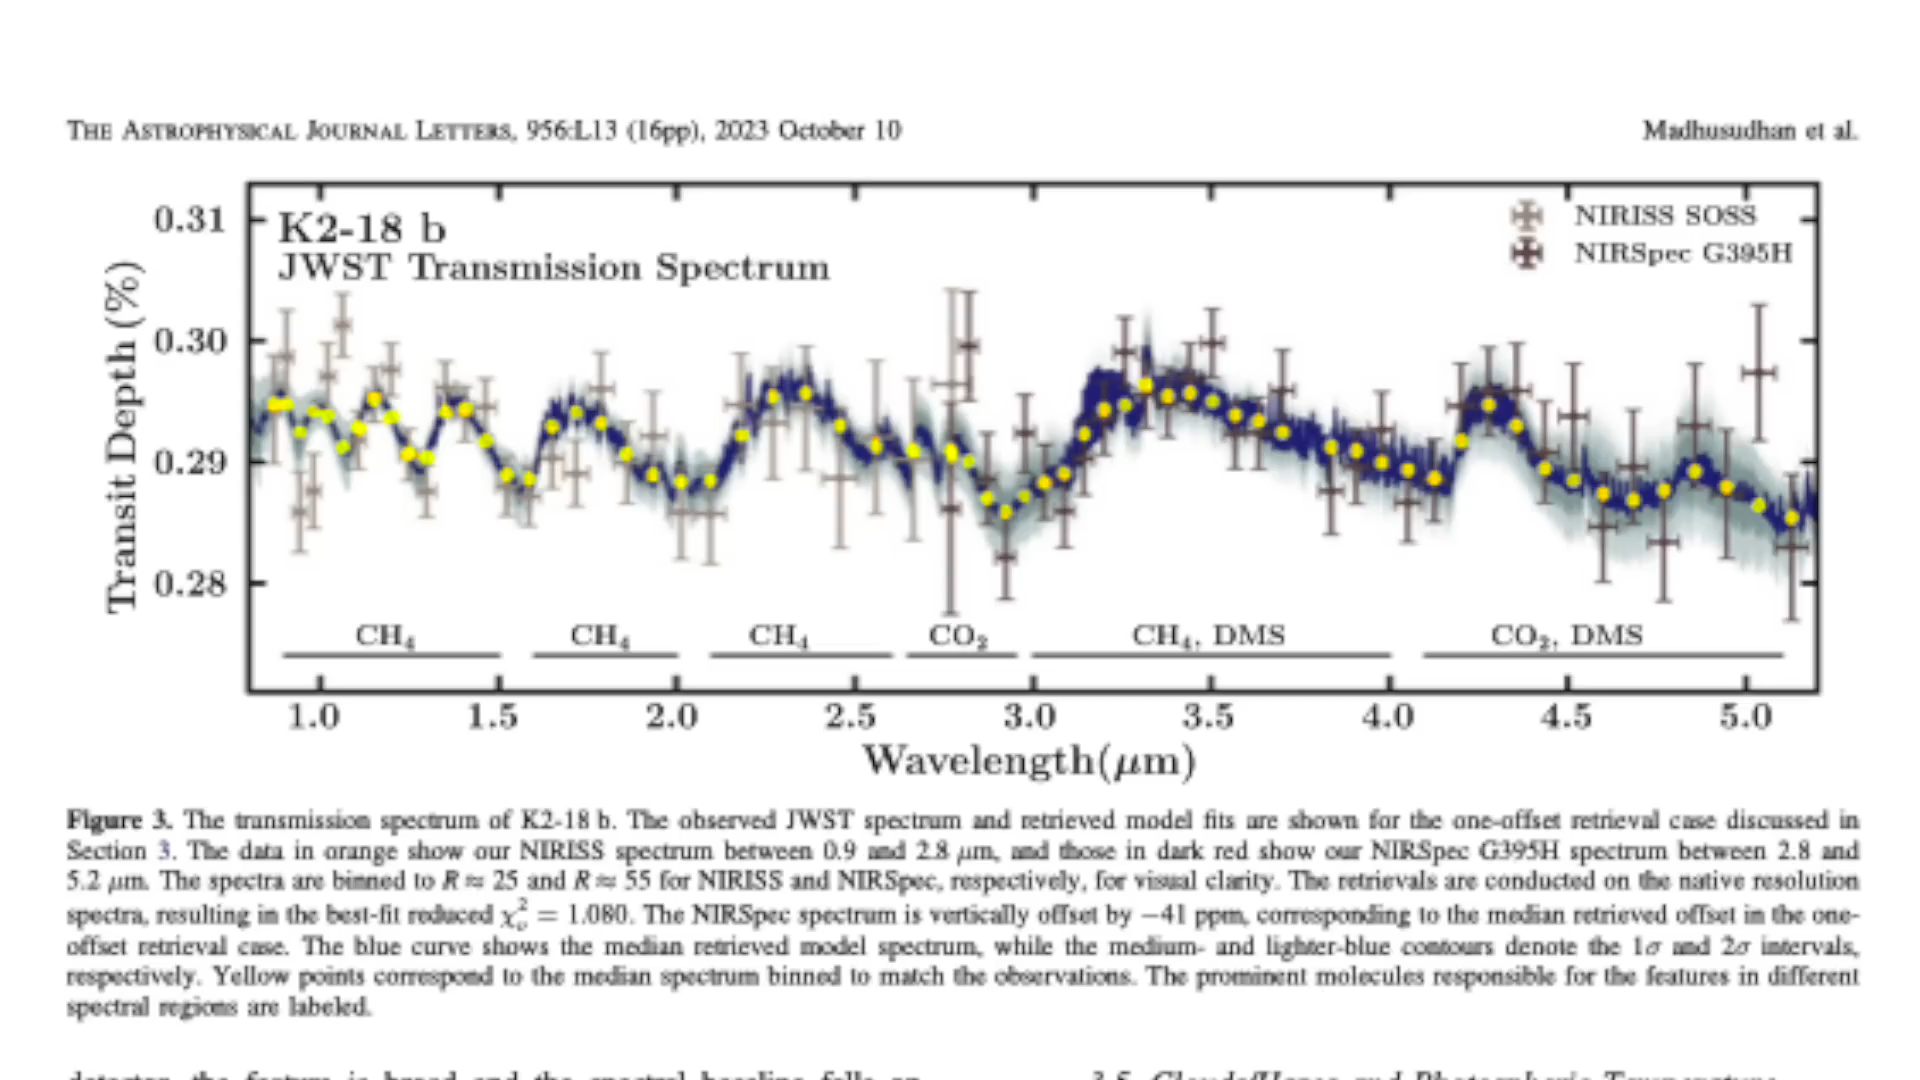 THE ASTROPHYSICAL JOURNAL LETTERS, 956:L13 (16pp), 2023 October 10
Madhusudhan et al.
K2-18 b
JWST Transmission Spectrum
NIRISS SOSS
NIRSpec G395H
Transit Depth (%)
0.31
0.30
0.29
0.28
CH₄
CH₄
CH₄
CO₂
CH₄, DMS
CO₂, DMS
1.0 1.5 2.0 2.5 3.0 3.5 4.0 4.5 5.0
Wavelength(μm)
Figure 3. The transmission spectrum of K2-18 b. The observed JWST spectrum and retrieved model fits are shown for the one-offset retrieval case discussed in
Section 3. The data in orange show our NIRISS spectrum between 0.9 and 2.8 μm, and those in dark red show our NIRSpec G395H spectrum between 2.8 and
5.2 μm. The spectra are binned to R ≈ 25 and R ≈ 55 for NIRISS and NIRSpec, respectively, for visual clarity. The retrievals are conducted on the native resolution
spectra, resulting in the best-fit reduced χ²ᵥ = 1.080. The NIRSpec spectrum is vertically offset by −41 ppm, corresponding to the median retrieved offset in the one-
offset retrieval case. The blue curve shows the median retrieved model spectrum, while the medium- and lighter-blue contours denote the 1σ and 2σ intervals,
respectively. Yellow points correspond to the median spectrum binned to match the observations. The prominent molecules responsible for the features in different
spectral regions are labeled.